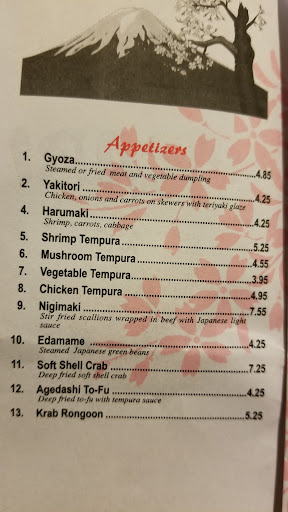 Appetizers
1. Gyoza..........4.85
Steamed or fried meat and vegetable dumpling
2. Yakitori..........4.25
Chicken, onions and carrots on skewers with teriyaki glaze
4. Harumaki..........4.25
Shrimp, carrots, cabbage
5. Shrimp Tempura..........5.25
6. Mushroom Tempura..........4.55
7. Vegetable Tempura..........3.95
8. Chicken Tempura..........4.95
9. Nigimaki..........7.55
Stir fried scallions wrapped in beef with Japanese light
sauce
10. Edamame..........4.25
Steamed Japanese green beans
11. Soft Shell Crab..........7.25
Deep fried soft shell crab
12. Agedashi To-Fu..........4.25
Deep fried to-fu with tempura sauce
13. Krab Rongoon..........5.25